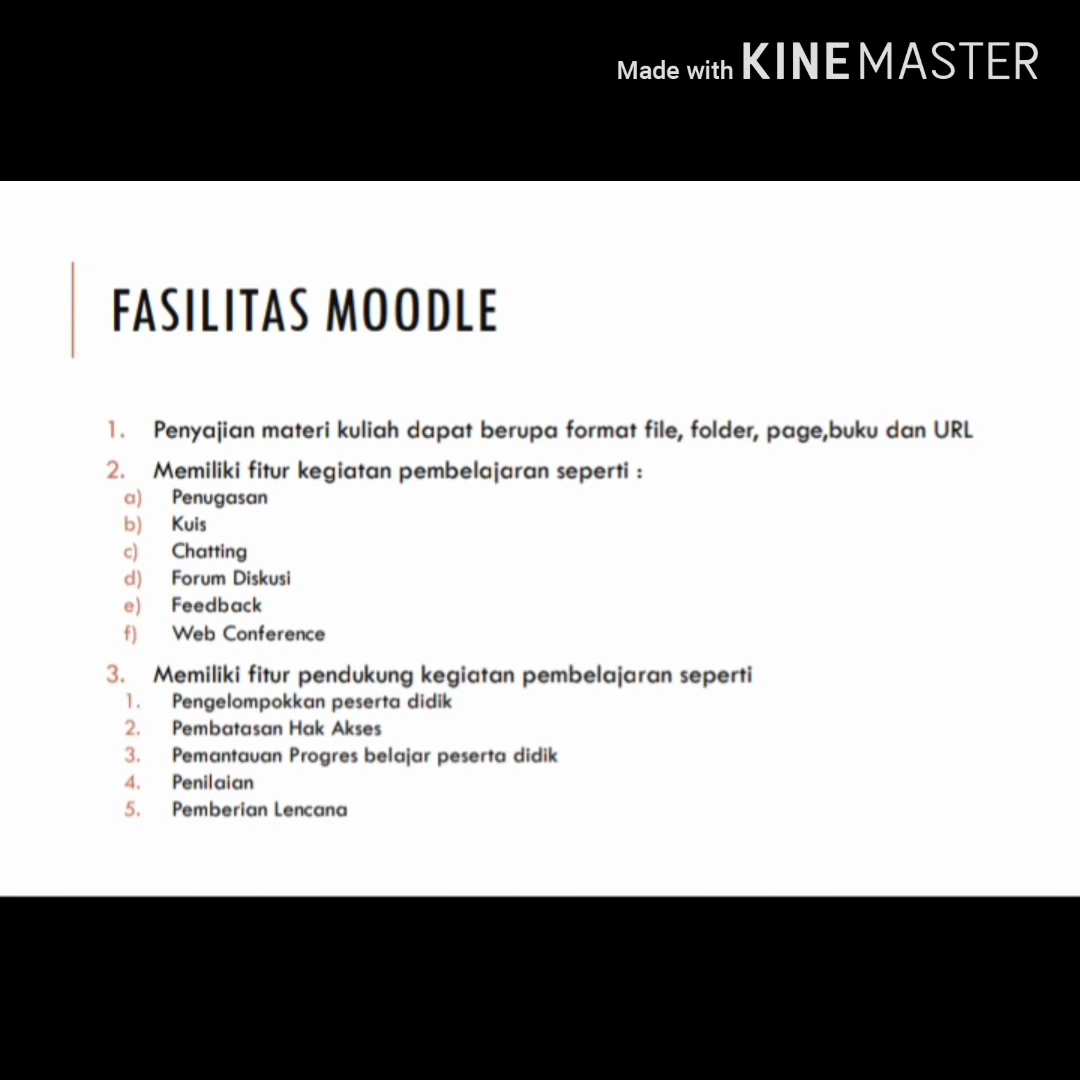 Made with KINEMASTER
FASILITAS MOODLE
1. Penyajian materi kuliah dapat berupa format file, folder, page,buku dan URL
2. Memiliki fitur kegiatan pembelajaran seperti :
a) Penugasan
b) Kuis
c) Chatting
d) Forum Diskusi
e) Feedback
f) Web Conference
3. Memiliki fitur pendukung kegiatan pembelajaran seperti
1. Pengelompokkan peserta didik
2. Pembatasan Hak Akses
3. Pemantauan Progres belajar peserta didik
4. Penilaian
5. Pemberian Lencana